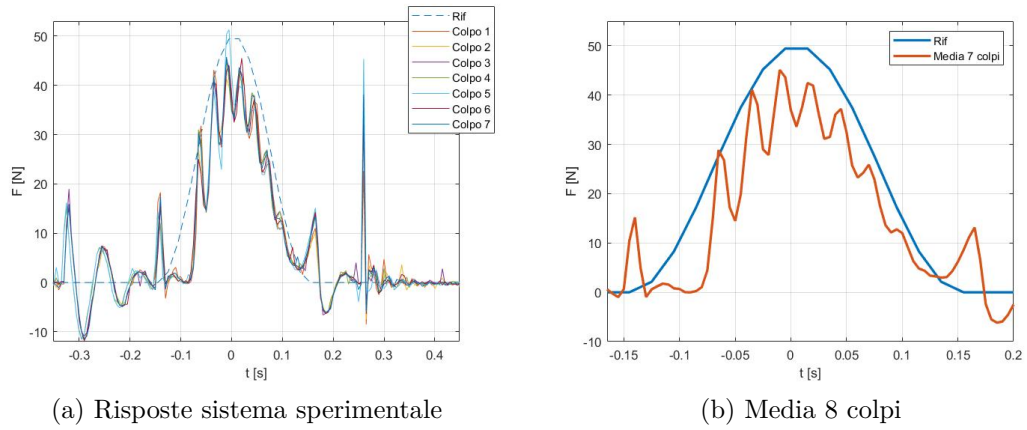 50
40
30
20
10
0
-10
F [N]
-0.3
-0.2
-0.1
0
0.1
0.2
0.3
0.4
t [s]
Rif
Colpo 1
Colpo 2
Colpo 3
Colpo 4
Colpo 5
Colpo 6
Colpo 7
(a) Risposte sistema sperimentale
50
40
30
20
10
0
-10
F [N]
-0.15
-0.1
-0.05
0
0.05
0.1
0.15
0.2
t [s]
Rif
Media 7 colpi
(b) Media 8 colpi